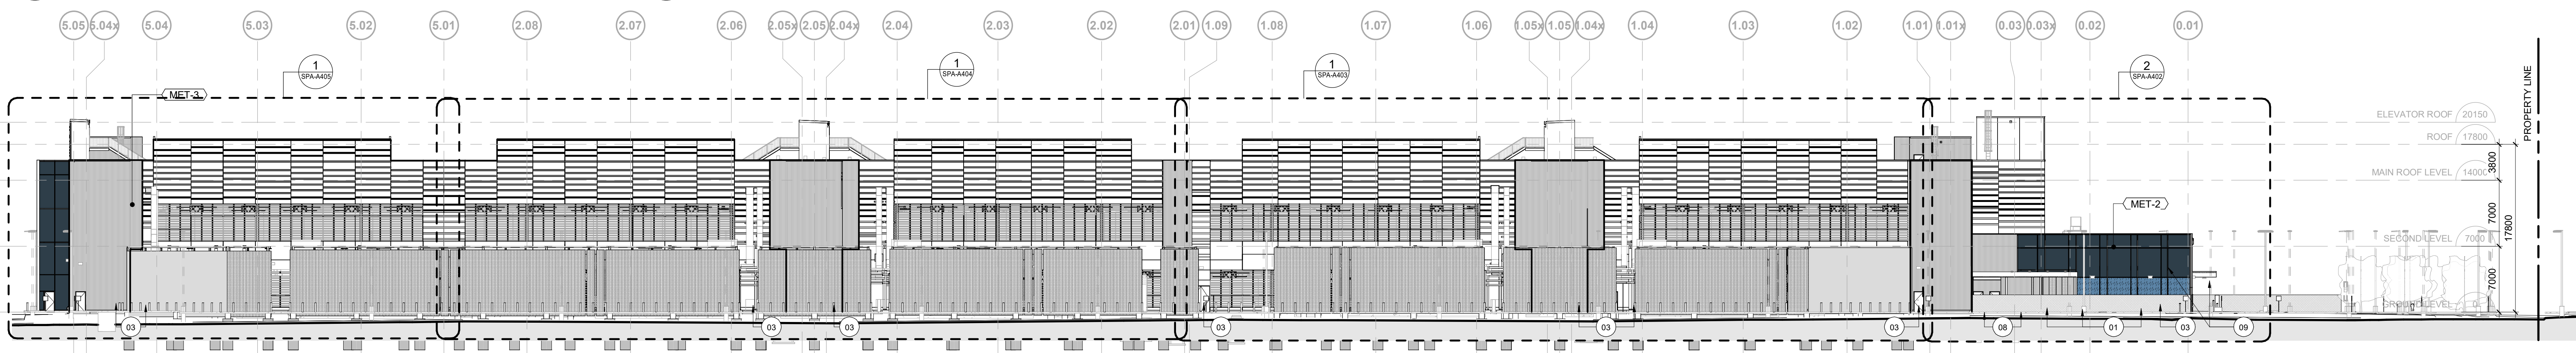 5.05 5.04x 5.04 5.03 5.02 5.01 2.08 2.07 2.06 2.05x 2.05 2.04x 2.04 2.03 2.02 2.01 1.09 1.08 1.07 1.06 1.05x 1.05 1.04x 1.04 1.03 1.02 1.01 1.01x 0.03 0.03x 0.02 0.01
1
SPA-A405
1
SPA-A404
1
SPA-A403
2
SPA-A402
PROPERTY LINE
MET-3
ELEVATOR ROOF 20150
ROOF 17800
3800
MAIN ROOF LEVEL 14000
MET-2
7000
17800
SECOND LEVEL 7000
7000
GROUND LEVEL 0
03 03 03 03 03 03 08 01 03 09